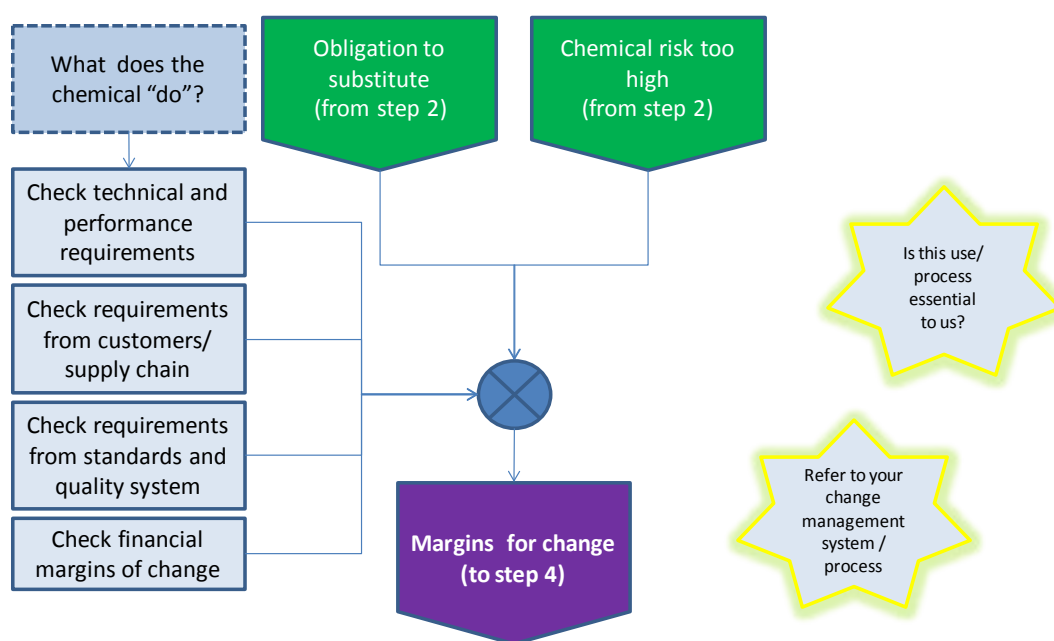 What does the
chemical “do”?
Obligation to
substitute
(from step 2)
Chemical risk too
high
(from step 2)
Check technical and
performance
requirements
Check requirements
from customers/
supply chain
Check requirements
from standards and
quality system
Check financial
margins of change
Margins for change
(to step 4)
Is this use/
process
essential
to us?
Refer to your
change
management
system /
process